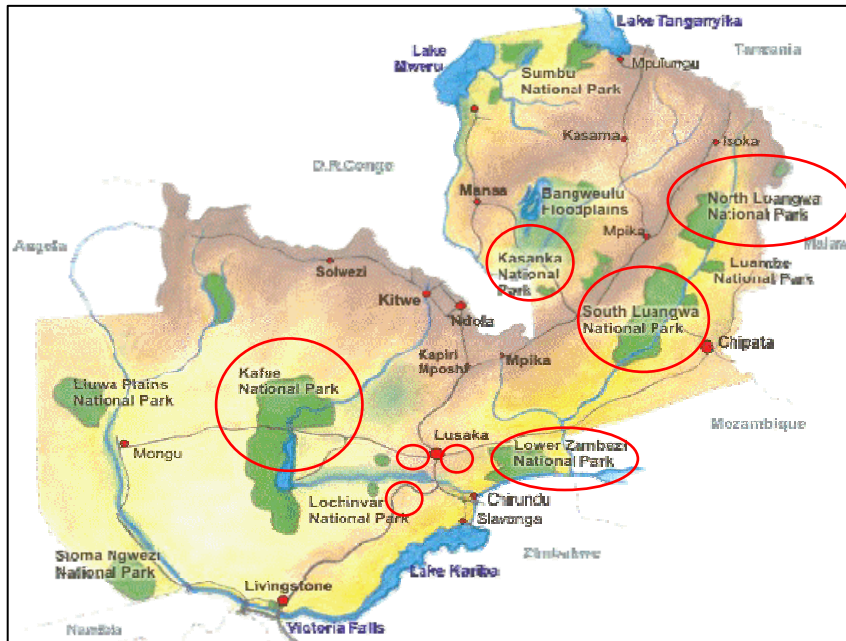 Lake Tanganyika
Lake
Mweru
Tanzania
Mpulungu
Sumbu
National Park
Kasama
Isoka
D.R.Congo
Mansa
Bangweulu
Floodplains
North Luangwa
National Park
Mpika
Malaw
Angola
Solwezi
Kasanka
National
Park
Luambe
National Park
Kitwe
Ndola
South Luangwa
National Park
Chipata
Kapiri
Mposhi
Mpika
Kafue
National Park
Liuwa Plains
National Park
Mozambique
Mongu
Lusaka
Lower Zambezi
National Park
Lochinvar
National Park
Chirundu
Siavonga
Sioma Ngwezi
National Park
Zimbabwe
Lake Kariba
Livingstone
Namibia
Victoria Falls